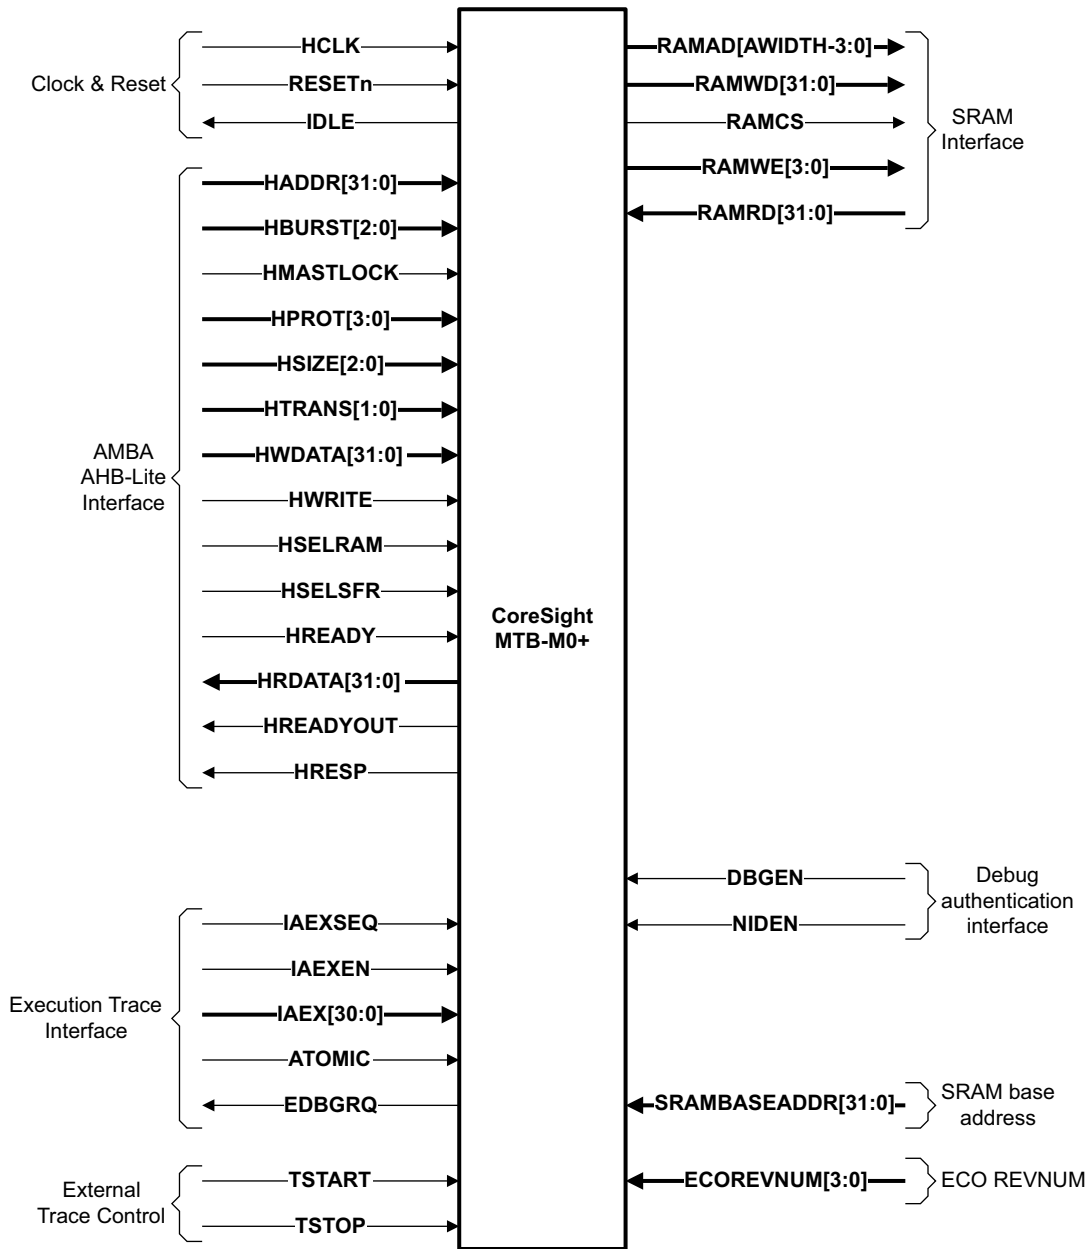 Clock & Reset
HCLK
RESETn
IDLE
AMBA
AHB-Lite
Interface
HADDR[31:0]
HBURST[2:0]
HMASTLOCK
HPROT[3:0]
HSIZE[2:0]
HTRANS[1:0]
HWDATA[31:0]
HWRITE
HSELRAM
HSELSFR
HREADY
HRDATA[31:0]
HREADYOUT
HRESP
Execution Trace
Interface
IAEXSEQ
IAEXEN
IAEX[30:0]
ATOMIC
EDBGRQ
External
Trace Control
TSTART
TSTOP
CoreSight
MTB-M0+
RAMAD[AWIDTH-3:0]
RAMWD[31:0]
RAMCS
RAMWE[3:0]
RAMRD[31:0]
SRAM
Interface
DBGEN
NIDEN
Debug
authentication
interface
SRAMBASEADDR[31:0]
SRAM base
address
ECOREVNUM[3:0]
ECO REVNUM